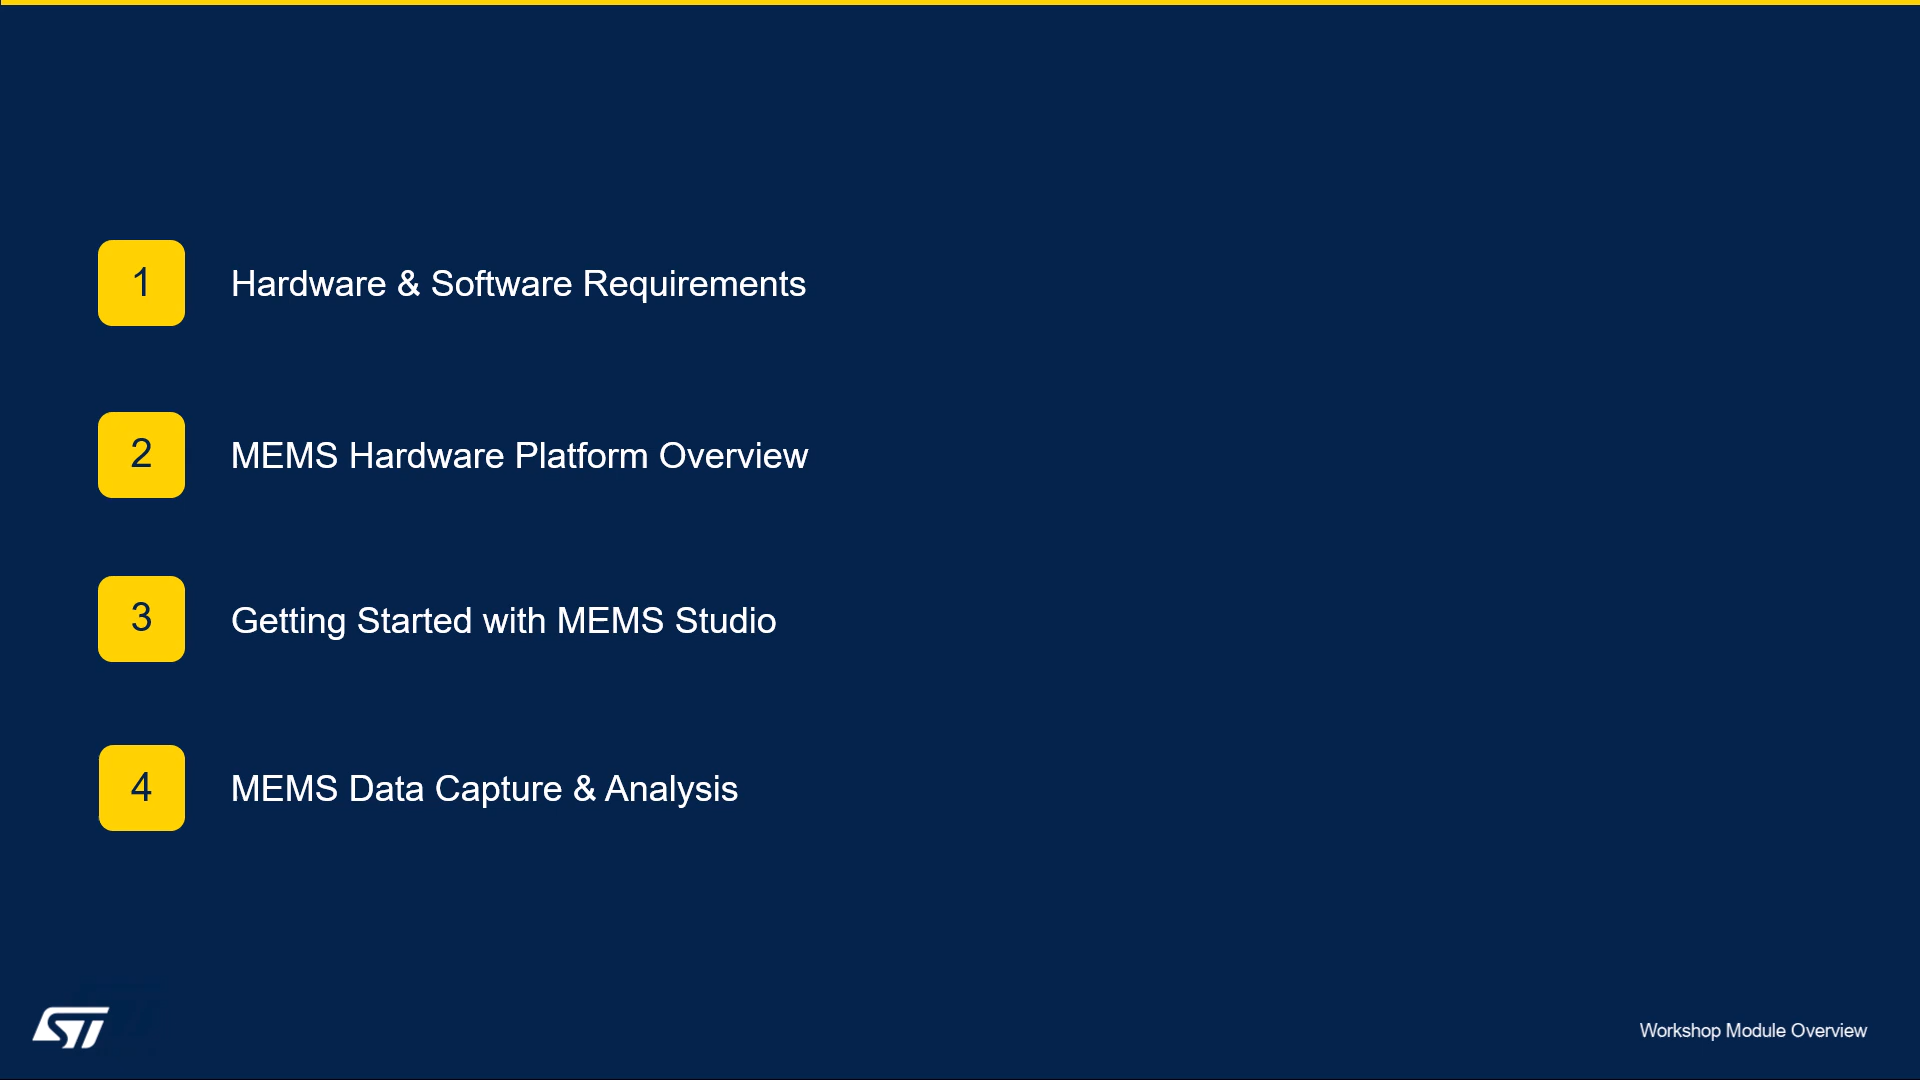 1
Hardware & Software Requirements
2
MEMS Hardware Platform Overview
3
Getting Started with MEMS Studio
4
MEMS Data Capture & Analysis
ST
Workshop Module Overview